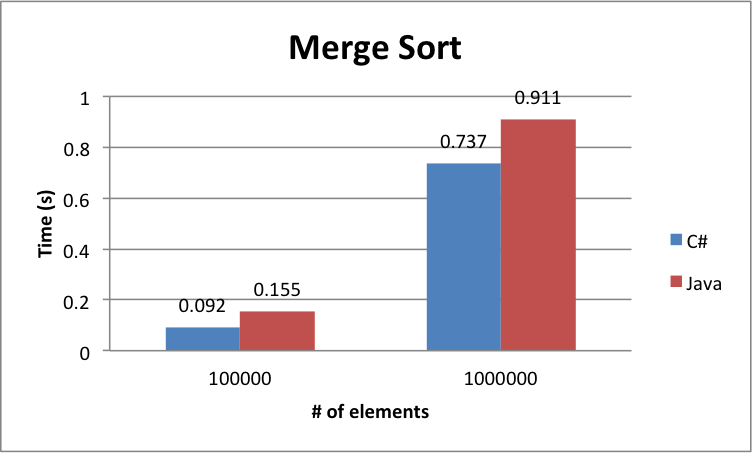 Merge Sort
1
0.8
0.6
0.4
0.2
0
Time (s)
0.092
0.155
0.737
0.911
100000
1000000
# of elements
C#
Java